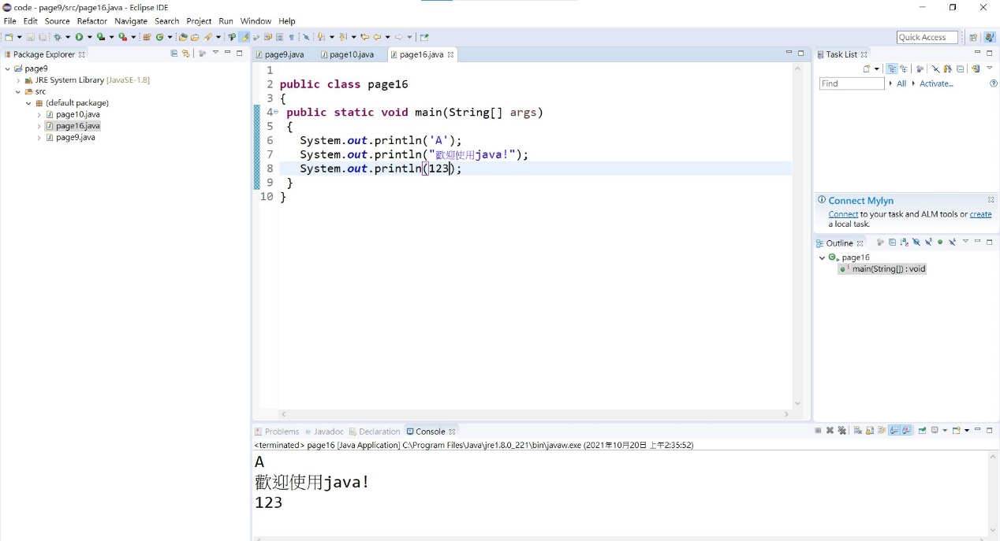 code - page9/src/page16.java - Eclipse IDE
File Edit Source Refactor Navigate Search Project Run Window Help
Quick Access
Package Explorer
page9
JRE System Library [JavaSE-1.8]
src
(default package)
page10.java
page16.java
page9.java
page9.java page10.java page16.java
1
2 public class page16
3 {
4 public static void main(String[] args)
5 {
6 System.out.println('A');
7 System.out.println("歡迎使用java!");
8 System.out.println(123);
9 }
10 }
Task List
Find All Activate...
Connect Mylyn
Connect to your task and ALM tools or create
a local task.
Outline
page16
main(String[]) : void
Problems Javadoc Declaration Console
<terminated> page16 [Java Application] C:\Program Files\Java\jre1.8.0_221\bin\javaw.exe (2021年10月20日 上午2:35:52)
A
歡迎使用java!
123